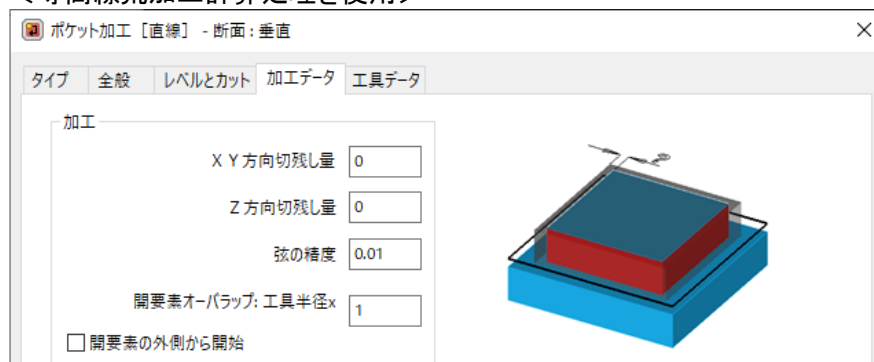 ポケット加工 [直線] - 断面 : 垂直
タイプ 全般 レベルとカット 加工データ 工具データ
加工
X Y 方向切残し量 0
Z 方向切残し量 0
弦の精度 0.01
開要素オーバラップ: 工具半径x 1
開要素の外側から開始